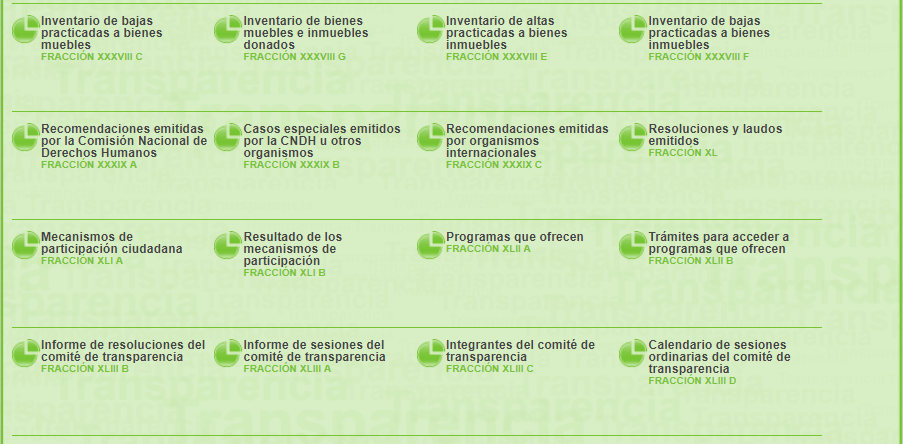 Inventario de bajas
practicadas a bienes
muebles
FRACCIÓN XXXVIII C
Inventario de bienes
muebles e inmuebles
donados
FRACCIÓN XXXVIII G
Inventario de altas
practicadas a bienes
inmuebles
FRACCIÓN XXXVIII E
Inventario de bajas
practicadas a bienes
inmuebles
FRACCIÓN XXXVIII F
Recomendaciones emitidas
por la Comisión Nacional de
Derechos Humanos
FRACCIÓN XXXIX A
Casos especiales emitidos
por la CNDH u otros
organismos
FRACCIÓN XXXIX B
Recomendaciones emitidas
por organismos
internacionales
FRACCIÓN XXXIX C
Resoluciones y laudos
emitidos
FRACCIÓN XL
Mecanismos de
participación ciudadana
FRACCIÓN XLI A
Resultado de los
mecanismos de
participación
FRACCIÓN XLI B
Programas que ofrecen
FRACCIÓN XLII A
Trámites para acceder a
programas que ofrecen
FRACCIÓN XLII B
Informe de resoluciones del
comité de transparencia
FRACCIÓN XLIII B
Informe de sesiones del
comité de transparencia
FRACCIÓN XLIII A
Integrantes del comité de
transparencia
FRACCIÓN XLIII C
Calendario de sesiones
ordinarias del comité de
transparencia
FRACCIÓN XLIII D